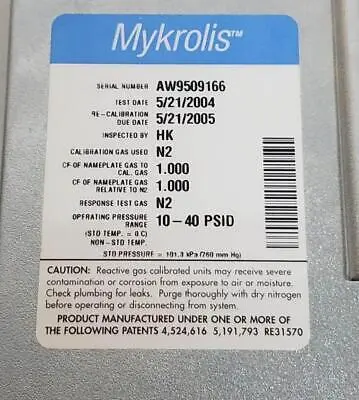 Mykrolis™
SERIAL NUMBER AW9509166
TEST DATE 5/21/2004
RE-CALIBRATION DUE DATE 5/21/2005
INSPECTED BY HK
CALIBRATION GAS USED N2
CF OF NAMEPLATE GAS TO CAL. GAS 1.000
CF OF NAMEPLATE GAS RELATIVE TO N2 1.000
RESPONSE TEST GAS N2
OPERATING PRESSURE RANGE 10-40 PSID
(STD TEMP. = 0 C)
NON-STD TEMP.
STD PRESSURE = 101.3 kPa (760 mm Hg)
CAUTION: Reactive gas calibrated units may receive severe
contamination or corrosion from exposure to air or moisture.
Check plumbing for leaks. Purge thoroughly with dry nitrogen
before operating or disconnecting from system.
PRODUCT MANUFACTURED UNDER ONE OR MORE OF
THE FOLLOWING PATENTS 4,524,616 5,191,793 RE31570